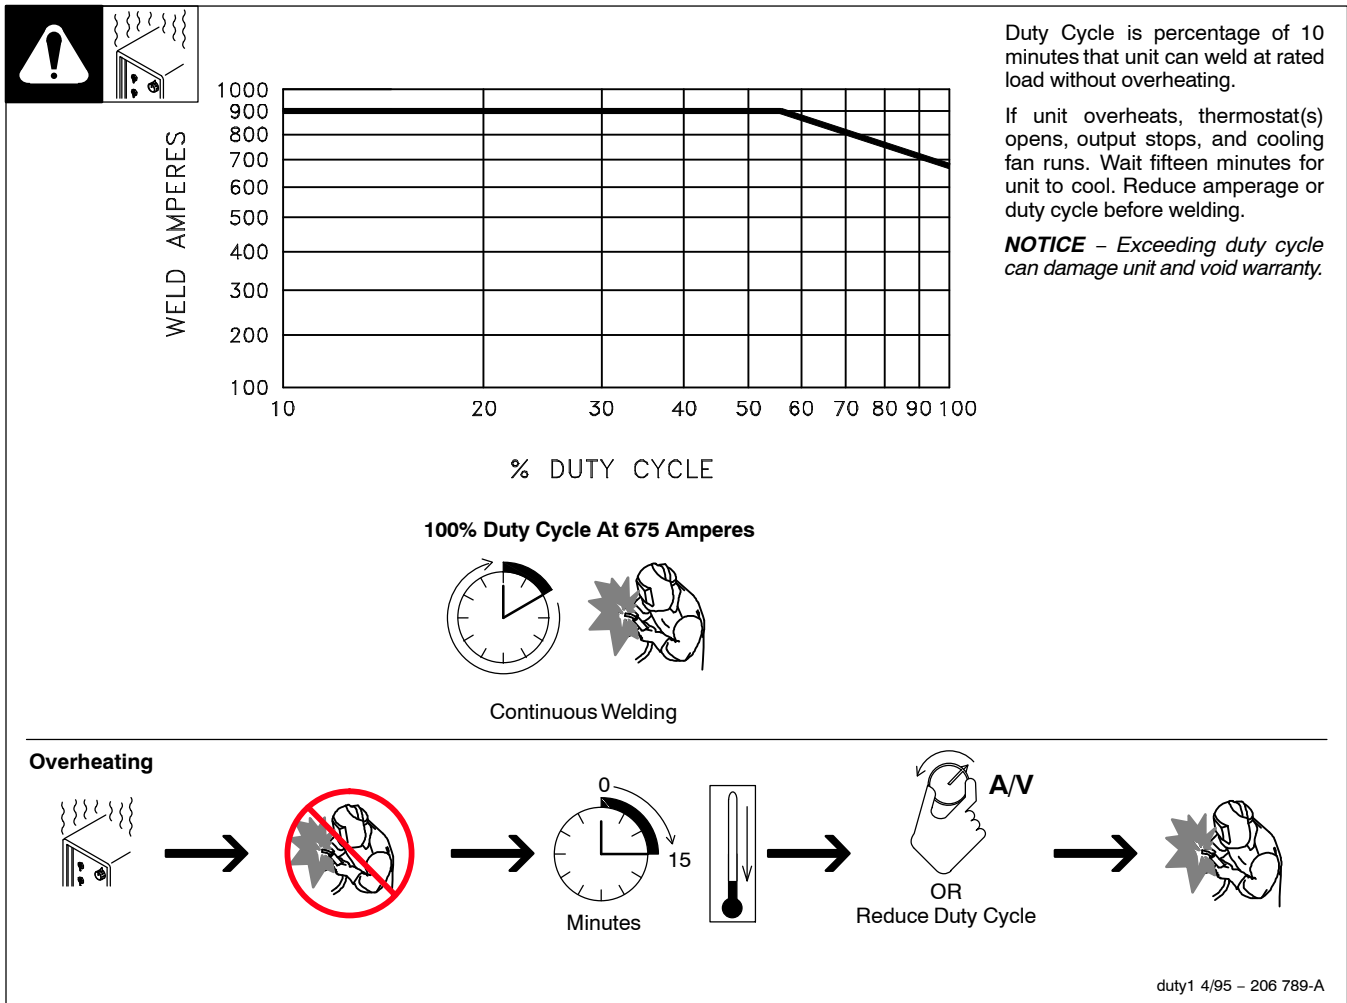 Duty Cycle is percentage of 10
minutes that unit can weld at rated
load without overheating.
If unit overheats, thermostat(s)
opens, output stops, and cooling
fan runs. Wait fifteen minutes for
unit to cool. Reduce amperage or
duty cycle before welding.
NOTICE – Exceeding duty cycle
can damage unit and void warranty.
WELD AMPERES
1000
900
800
700
600
500
400
300
200
100
10 20 30 40 50 60 70 80 90 100
% DUTY CYCLE
100% Duty Cycle At 675 Amperes
Continuous Welding
Overheating
0
15
Minutes
A/V
OR
Reduce Duty Cycle
duty1 4/95 – 206 789-A